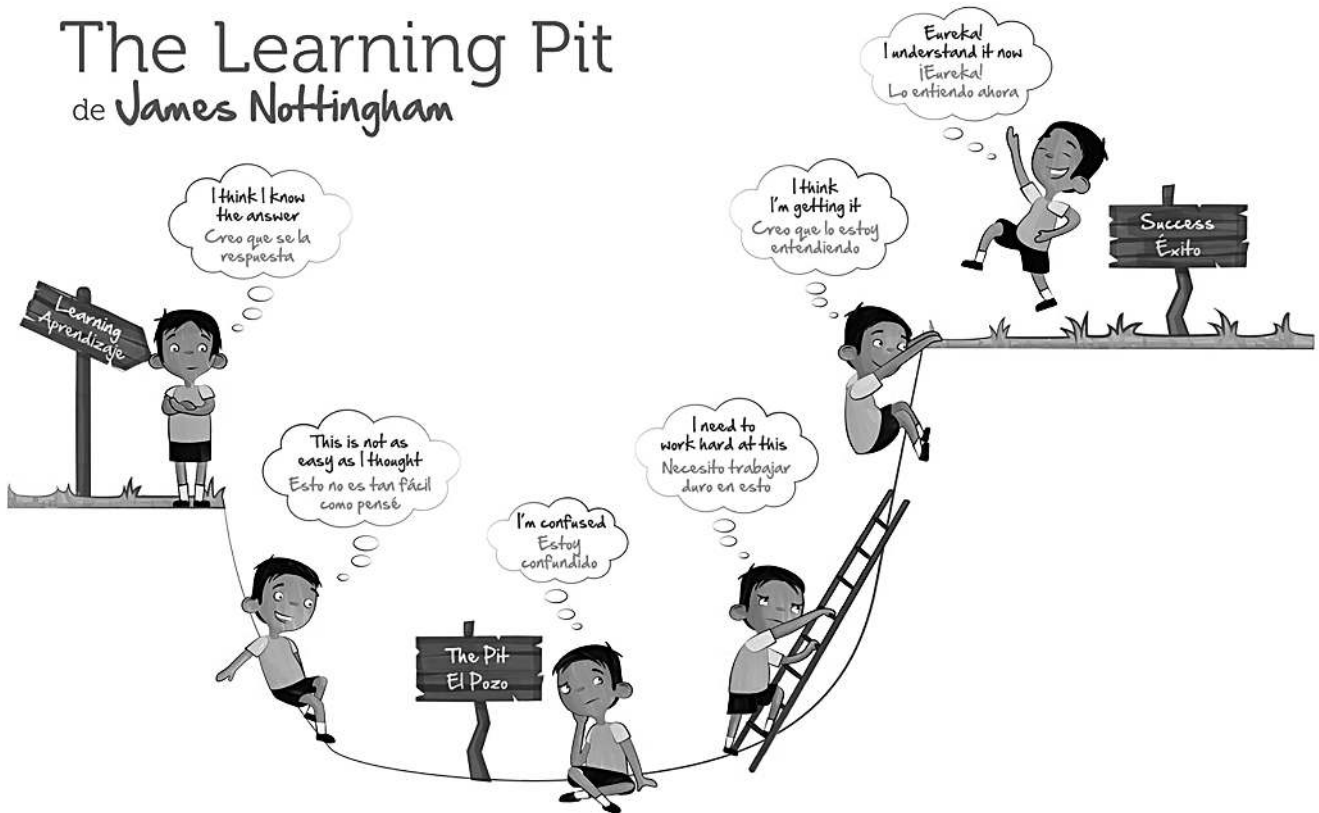 The Learning Pit
de James Nottingham
I think I know
the answer
Creo que se la
respuesta
Learning
Aprendizaje
This is not as
easy as I thought
Esto no es tan fácil
como pensé
The Pit
El Pozo
I'm confused
Estoy
confundido
I need to
work hard at this
Necesito trabajar
duro en esto
I think
I'm getting it
Creo que lo estoy
entendiendo
Eureka!
I understand it now
¡Eureka!
Lo entiendo ahora
Success
Éxito